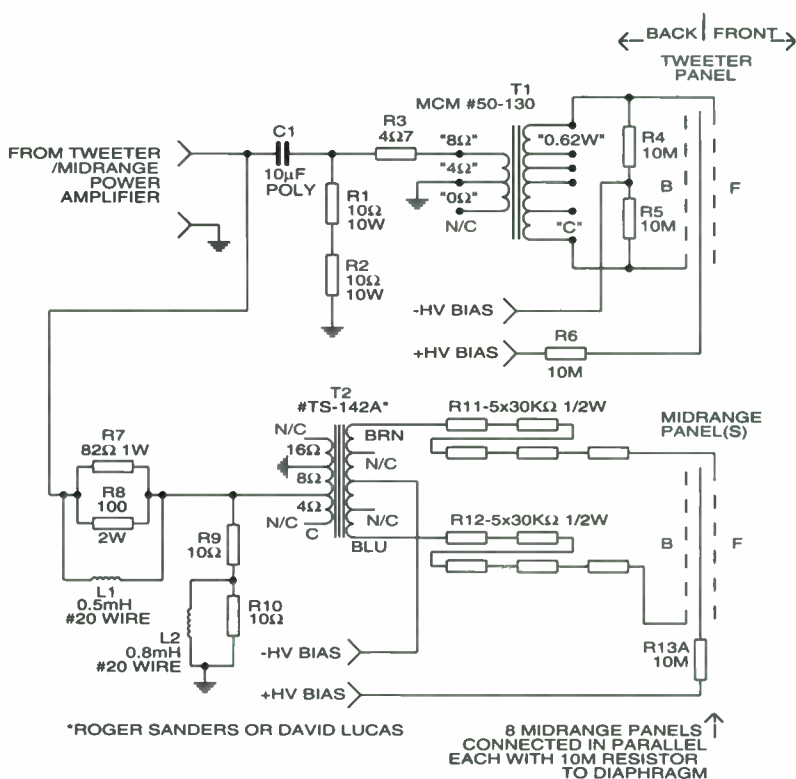 BACK FRONT
TWEETER
PANEL
T1
MCM #50-130
FROM TWEETER
/MIDRANGE
POWER
AMPLIFIER
C1
10µF
POLY
R3
4Ω7
"8Ω"
"4Ω"
"0Ω"
N/C
"0.62W"
"C"
R1
10Ω
10W
R2
10Ω
10W
R4
10M
R5
10M
B
F
-HV BIAS
+HV BIAS
R6
10M
T2
#TS-142A*
R7
82Ω 1W
R8
100
2W
L1
0.5mH
#20 WIRE
R9
10Ω
R10
10Ω
L2
0.8mH
#20 WIRE
N/C
16Ω
8Ω
4Ω
N/C
C
BRN
N/C
N/C
BLU
R11-5x30KΩ 1/2W
R12-5x30KΩ 1/2W
MIDRANGE
PANEL(S)
B
F
R13A
10M
-HV BIAS
+HV BIAS
*ROGER SANDERS OR DAVID LUCAS
8 MIDRANGE PANELS
CONNECTED IN PARALLEL
EACH WITH 10M RESISTOR
TO DIAPHRAGM